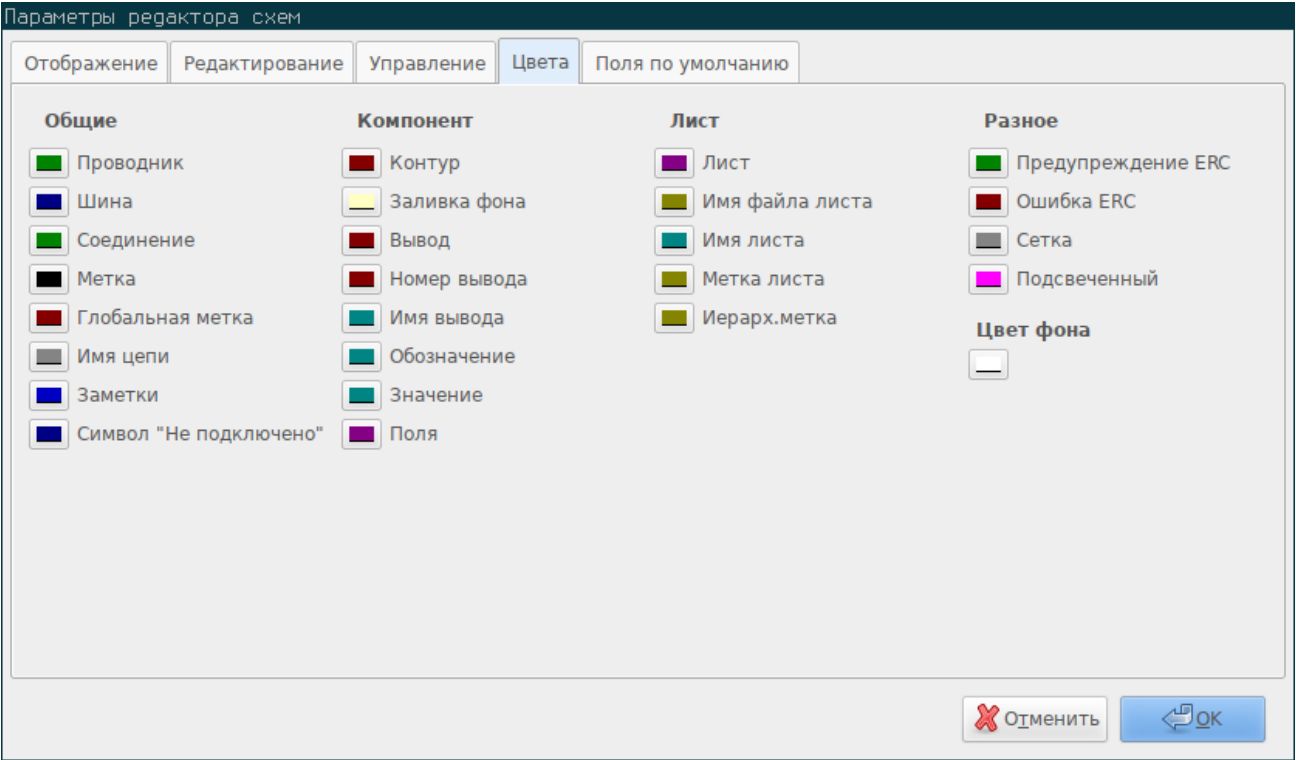 Параметры редактора схем
Отображение Редактирование Управление Цвета Поля по умолчанию
Общие
Проводник
Шина
Соединение
Метка
Глобальная метка
Имя цепи
Заметки
Символ "Не подключено"
Компонент
Контур
Заливка фона
Вывод
Номер вывода
Имя вывода
Обозначение
Значение
Поля
Лист
Лист
Имя файла листа
Имя листа
Метка листа
Иерарх.метка
Разное
Предупреждение ERC
Ошибка ERC
Сетка
Подсвеченный
Цвет фона
Отменить OK